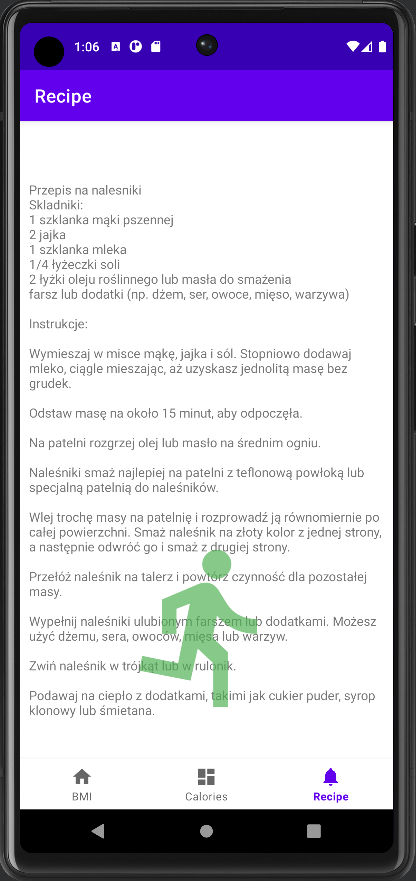 1:06
Recipe
Przepis na nalesniki
Skladniki:
1 szklanka mąki pszennej
2 jajka
1 szklanka mleka
1/4 łyżeczki soli
2 łyżki oleju roślinnego lub masła do smażenia
farsz lub dodatki (np. dżem, ser, owoce, mięso, warzywa)
Instrukcje:
Wymieszaj w misce mąkę, jajka i sól. Stopniowo dodawaj
mleko, ciągle mieszając, aż uzyskasz jednolitą masę bez
grudek.
Odstaw masę na około 15 minut, aby odpoczęła.
Na patelni rozgrzej olej lub masło na średnim ogniu.
Naleśniki smaż najlepiej na patelni z teflonową powłoką lub
specjalną patelnią do naleśników.
Wlej trochę masy na patelnię i rozprowadź ją równomiernie po
całej powierzchni. Smaż naleśnik na złoty kolor z jednej strony,
a następnie odwróć go i smaż z drugiej strony.
Przełóż naleśnik na talerz i powtórz czynność dla pozostałej
masy.
Wypełnij naleśniki ulubionym farszem lub dodatkami. Możesz
użyć dżemu, sera, owoców, mięsa lub warzyw.
Zwiń naleśnik w trójkąt lub w rulonik.
Podawaj na ciepło z dodatkami, takimi jak cukier puder, syrop
klonowy lub śmietana.
BMI
Calories
Recipe